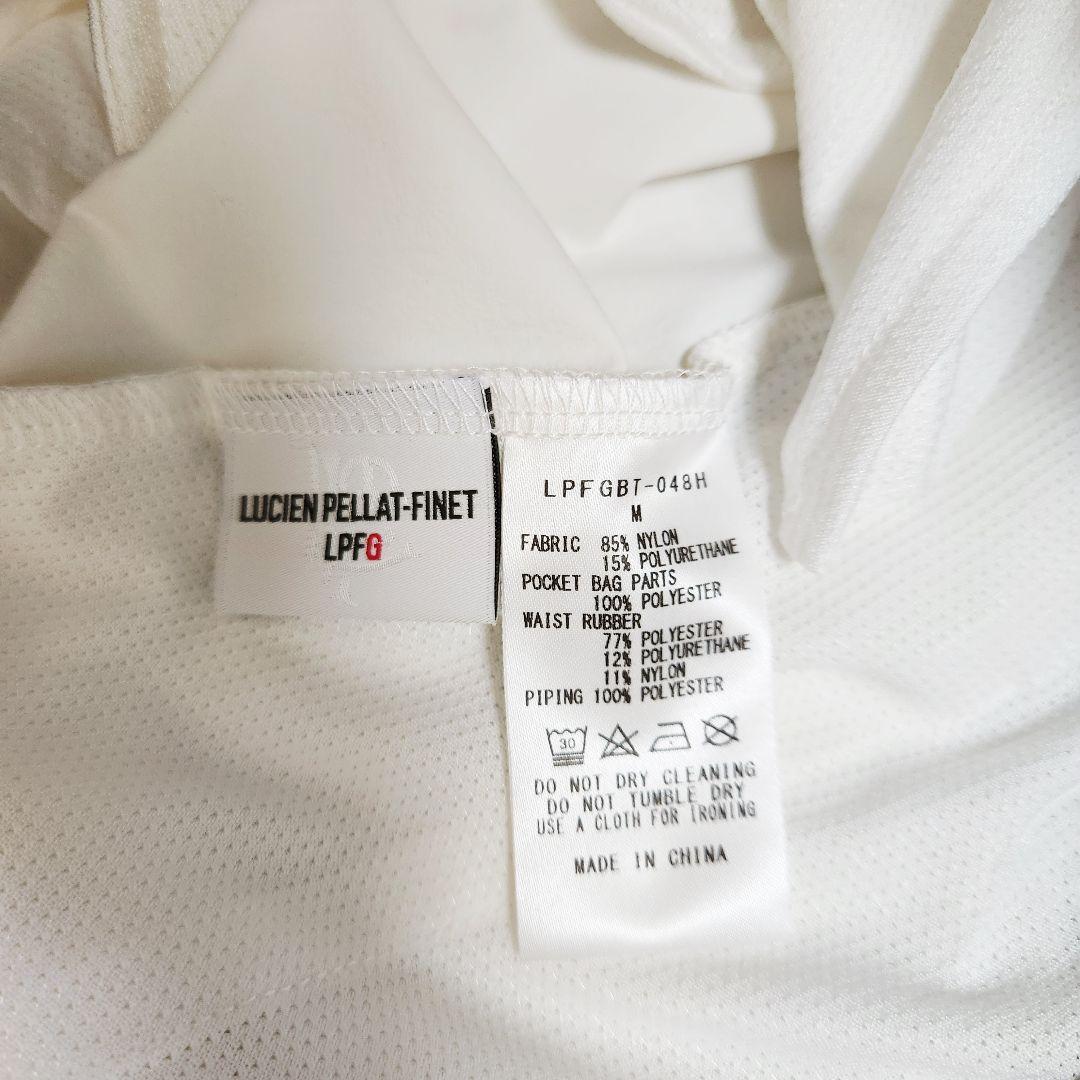 LUCIEN PELLAT-FINET
LPFG
LPFGBT-048H
M
FABRIC 85% NYLON
15% POLYURETHANE
POCKET BAG PARTS
100% POLYESTER
WAIST RUBBER
77% POLYESTER
12% POLYURETHANE
11% NYLON
PIPING 100% POLYESTER
30
DO NOT DRY CLEANING
DO NOT TUMBLE DRY
USE A CLOTH FOR IRONING
MADE IN CHINA